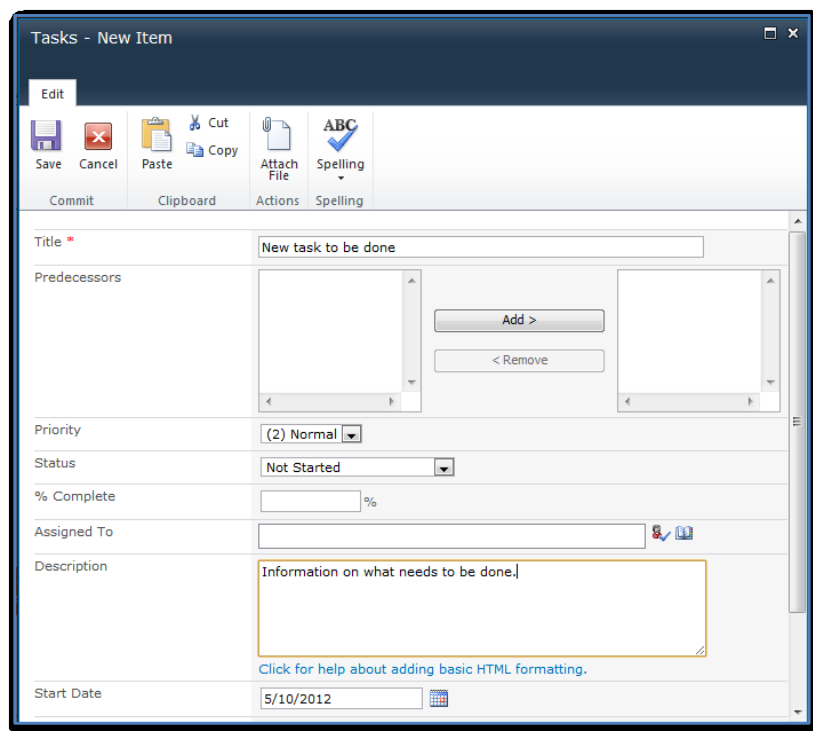 Tasks - New Item
Edit
Cut
Copy
ABC
Save Cancel Paste Attach File Spelling
Commit Clipboard Actions Spelling
Title *
New task to be done
Predecessors
Add >
< Remove
Priority
(2) Normal
Status
Not Started
% Complete
%
Assigned To
Description
Information on what needs to be done.
Click for help about adding basic HTML formatting.
Start Date
5/10/2012